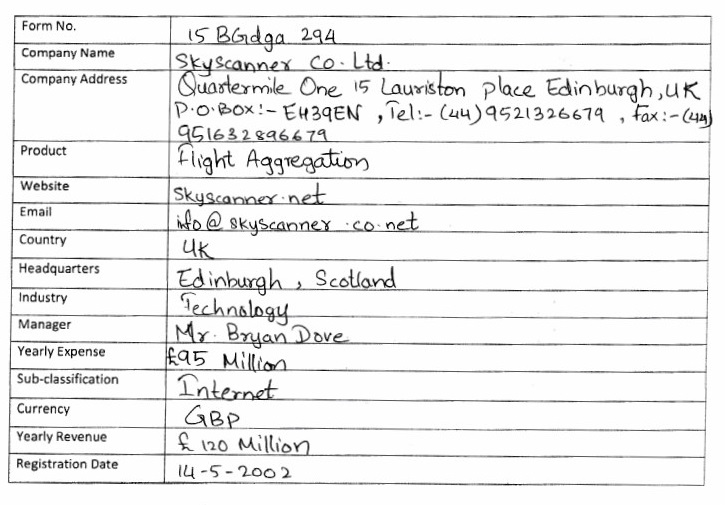 Form No. 15 BGdga 294
Company Name Skyscanner Co. Ltd.
Company Address Quartermile One 15 Lauriston place Edinburgh, UK
P.O.BOX:- EH39EN , Tel:- (44)9521326679 , Fax:-(44)
951632896679
Product Flight Aggregation
Website Skyscanner.net
Email info@skyscanner.co.net
Country UK
Headquarters Edinburgh , Scotland
Industry Technology
Manager Mr. Bryan Dove
Yearly Expense £95 Million
Sub-classification Internet
Currency GBP
Yearly Revenue £ 120 Million
Registration Date 14-5-2002